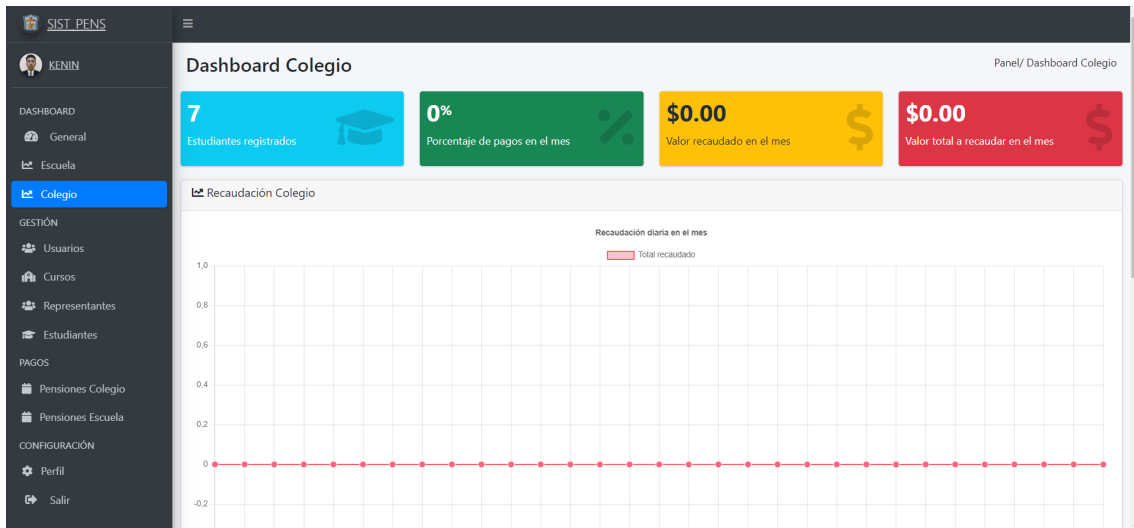 SIST_PENS
KENIN
DASHBOARD
General
Escuela
Colegio
GESTIÓN
Usuarios
Cursos
Representantes
Estudiantes
PAGOS
Pensiones Colegio
Pensiones Escuela
CONFIGURACIÓN
Perfil
Salir
Dashboard Colegio
Panel/ Dashboard Colegio
7
Estudiantes registrados
0%
Porcentaje de pagos en el mes
$0.00
Valor recaudado en el mes
$0.00
Valor total a recaudar en el mes
Recaudación Colegio
Recaudación diaria en el mes
Total recaudado
1,0
0,8
0,6
0,4
0,2
0
-0,2